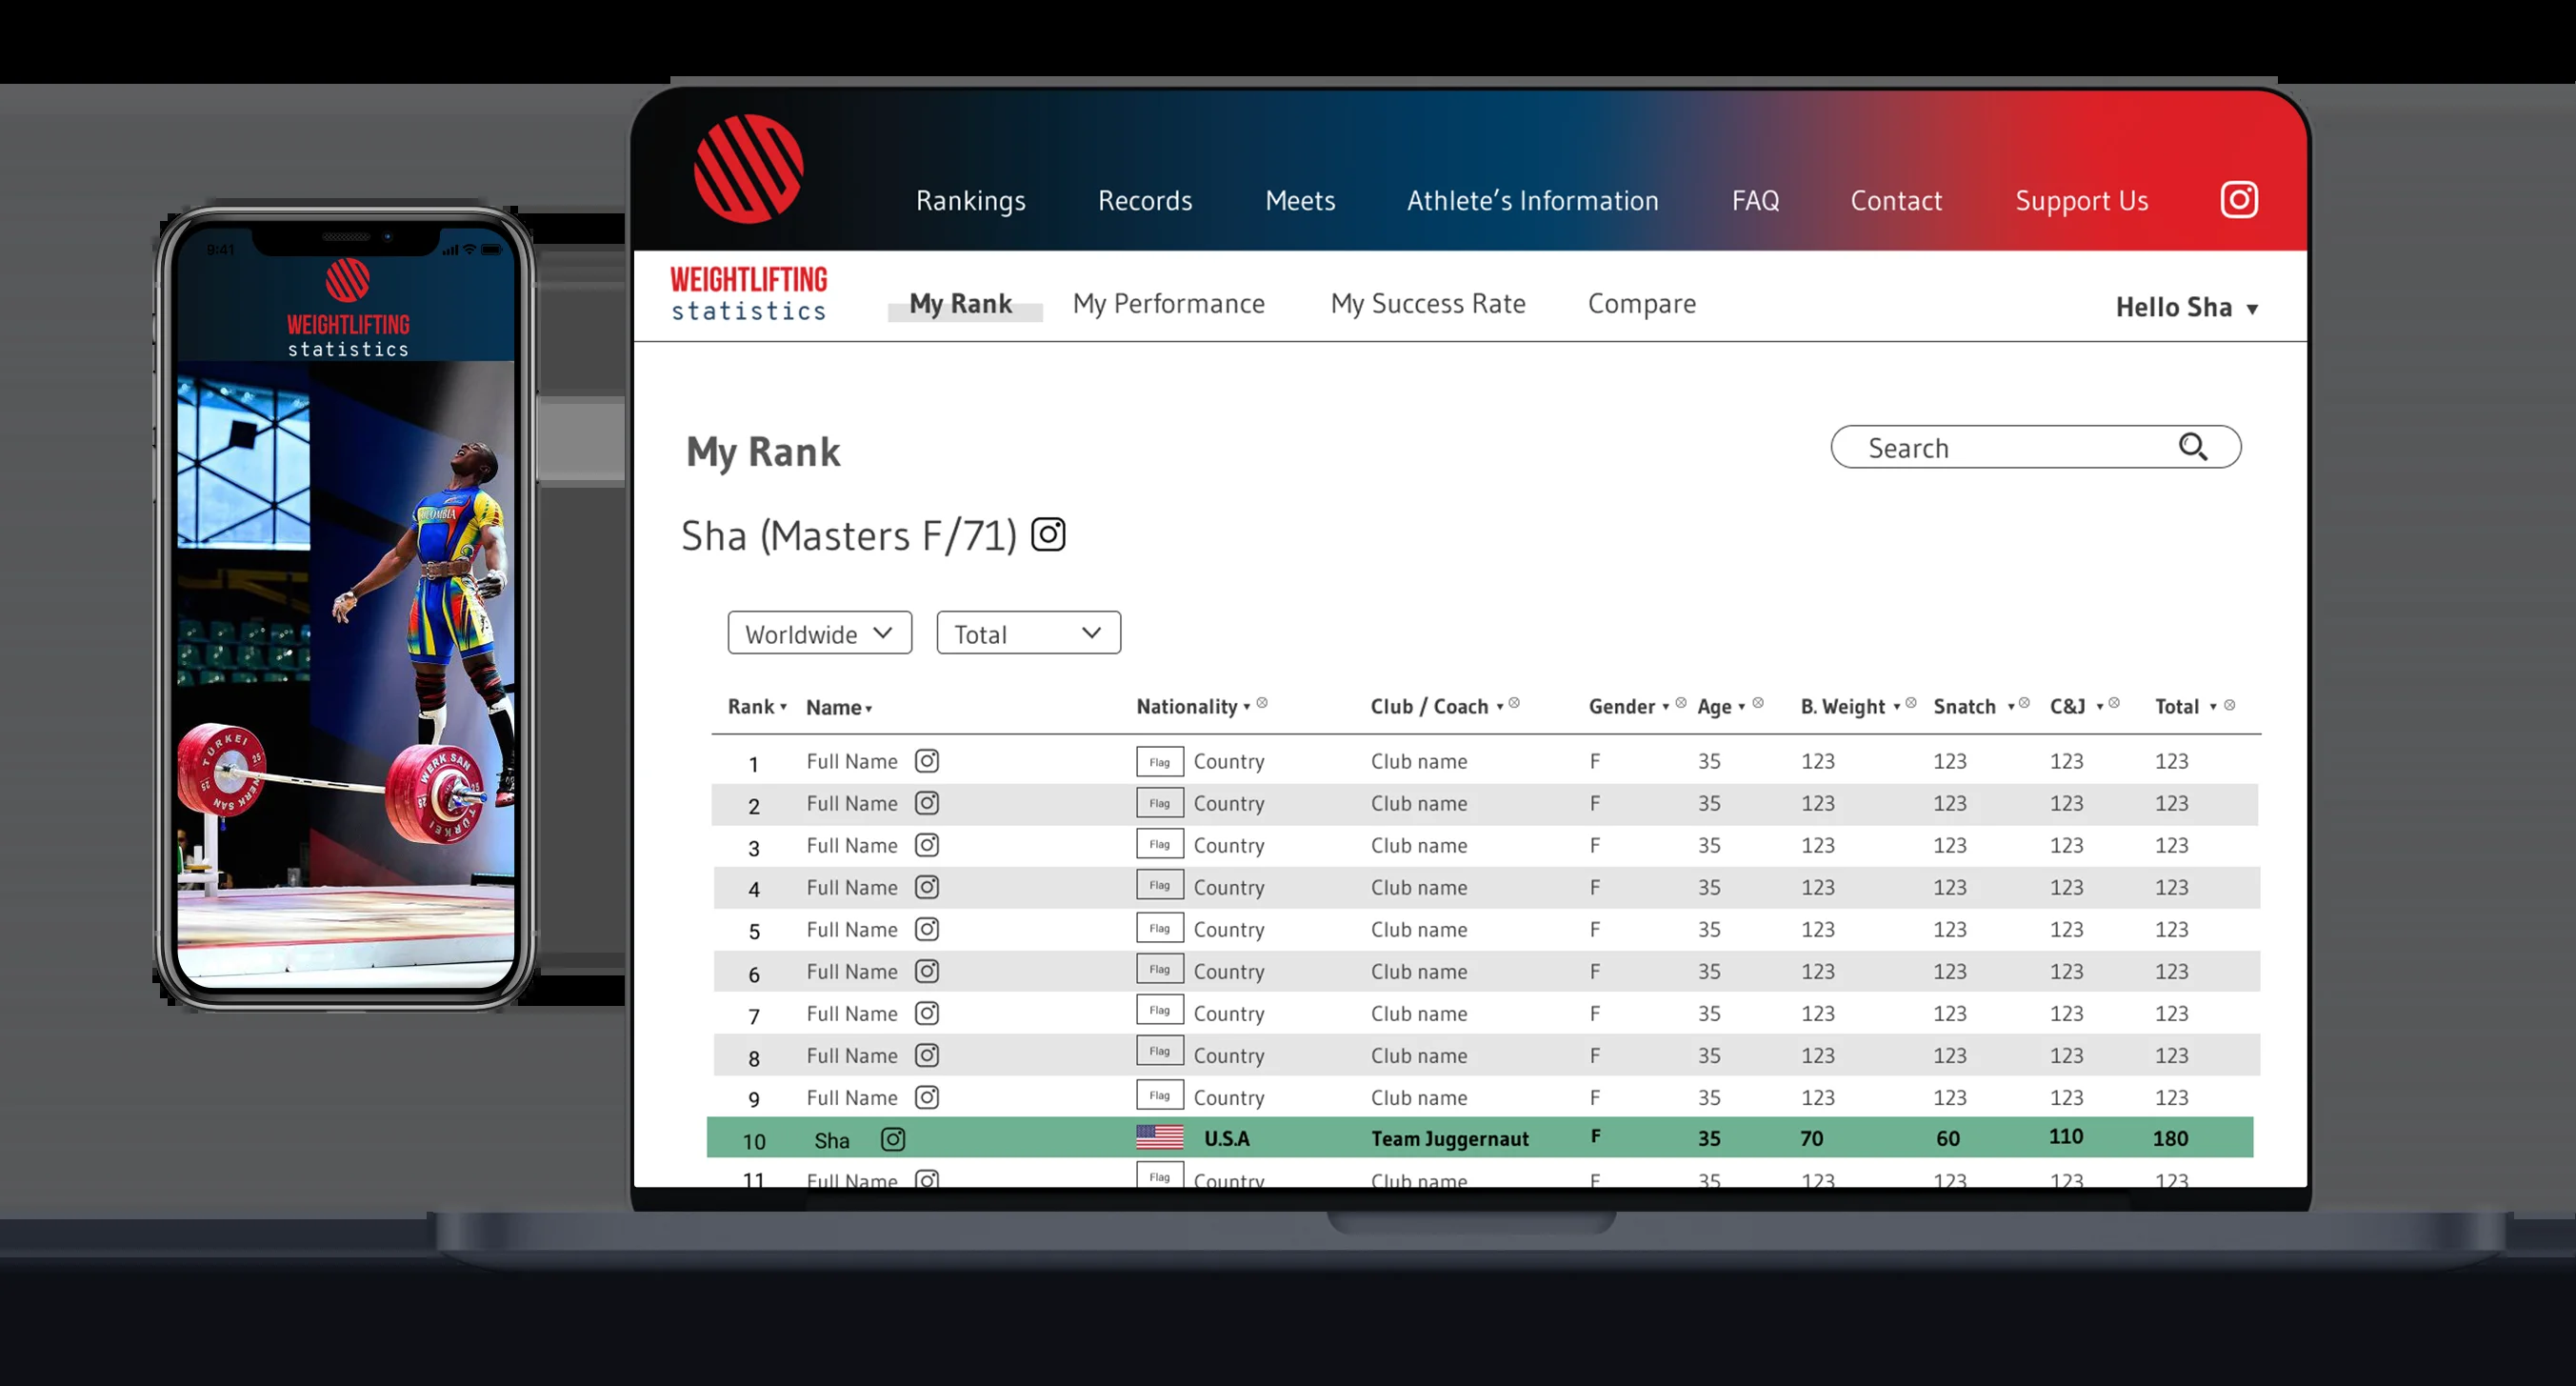 9:41
WEIGHTLIFTING
statistics
COLOMBIA
TÜRKEI
25
WERK SAN
25
WERK SAN
25
TÜRKEI
Rankings Records Meets Athlete's Information FAQ Contact Support Us
WEIGHTLIFTING
statistics
My Rank My Performance My Success Rate Compare Hello Sha
My Rank
Search
Sha (Masters F/71)
Worldwide Total
Rank Name Nationality Club / Coach Gender Age B. Weight Snatch C&J Total
1 Full Name Flag Country Club name F 35 123 123 123 123
2 Full Name Flag Country Club name F 35 123 123 123 123
3 Full Name Flag Country Club name F 35 123 123 123 123
4 Full Name Flag Country Club name F 35 123 123 123 123
5 Full Name Flag Country Club name F 35 123 123 123 123
6 Full Name Flag Country Club name F 35 123 123 123 123
7 Full Name Flag Country Club name F 35 123 123 123 123
8 Full Name Flag Country Club name F 35 123 123 123 123
9 Full Name Flag Country Club name F 35 123 123 123 123
10 Sha U.S.A Team Juggernaut F 35 70 60 110 180
11 Full Name Flag Country Club name F 35 123 123 123 123